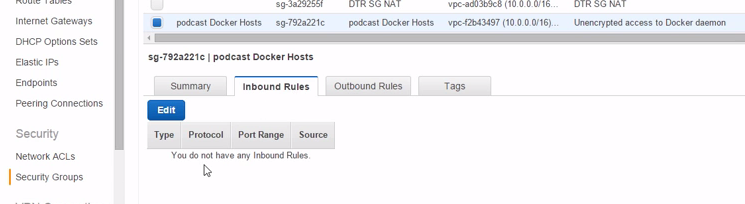 Route Tables
Internet Gateways
DHCP Options Sets
Elastic IPs
Endpoints
Peering Connections
Security
Network ACLs
Security Groups
sg-3a29255f DTR SG NAT vpc-ad03b9c8 (10.0.0.0/16)... DTR SG NAT
podcast Docker Hosts sg-792a221c podcast Docker Hosts vpc-f2b43497 (10.0.0.0/16)... Unencrypted access to Docker daemon
sg-792a221c | podcast Docker Hosts
Summary Inbound Rules Outbound Rules Tags
Edit
Type Protocol Port Range Source
You do not have any Inbound Rules.